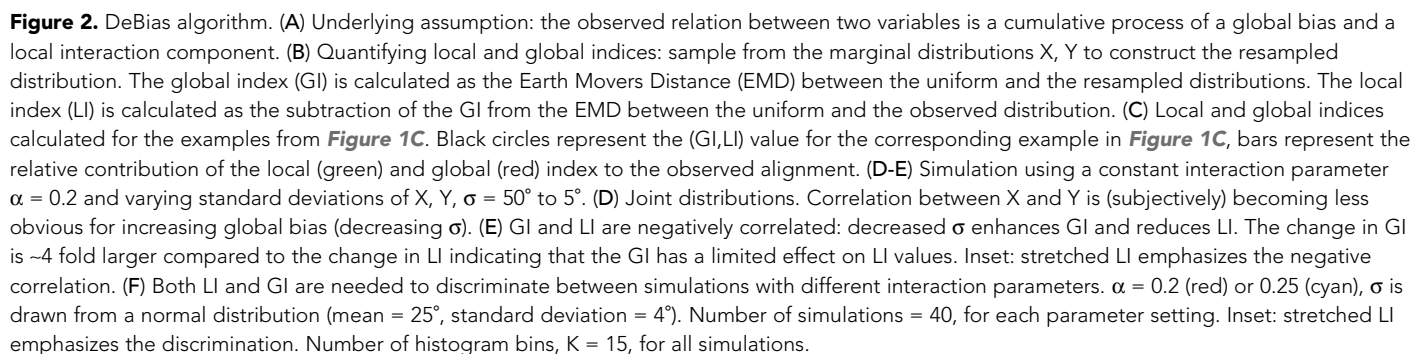 Figure 2. DeBias algorithm. (A) Underlying assumption: the observed relation between two variables is a cumulative process of a global bias and a
local interaction component. (B) Quantifying local and global indices: sample from the marginal distributions X, Y to construct the resampled
distribution. The global index (GI) is calculated as the Earth Movers Distance (EMD) between the uniform and the resampled distributions. The local
index (LI) is calculated as the subtraction of the GI from the EMD between the uniform and the observed distribution. (C) Local and global indices
calculated for the examples from Figure 1C. Black circles represent the (GI,LI) value for the corresponding example in Figure 1C, bars represent the
relative contribution of the local (green) and global (red) index to the observed alignment. (D-E) Simulation using a constant interaction parameter
α = 0.2 and varying standard deviations of X, Y, σ = 50° to 5°. (D) Joint distributions. Correlation between X and Y is (subjectively) becoming less
obvious for increasing global bias (decreasing σ). (E) GI and LI are negatively correlated: decreased σ enhances GI and reduces LI. The change in GI
is ~4 fold larger compared to the change in LI indicating that the GI has a limited effect on LI values. Inset: stretched LI emphasizes the negative
correlation. (F) Both LI and GI are needed to discriminate between simulations with different interaction parameters. α = 0.2 (red) or 0.25 (cyan), σ is
drawn from a normal distribution (mean = 25°, standard deviation = 4°). Number of simulations = 40, for each parameter setting. Inset: stretched LI
emphasizes the discrimination. Number of histogram bins, K = 15, for all simulations.